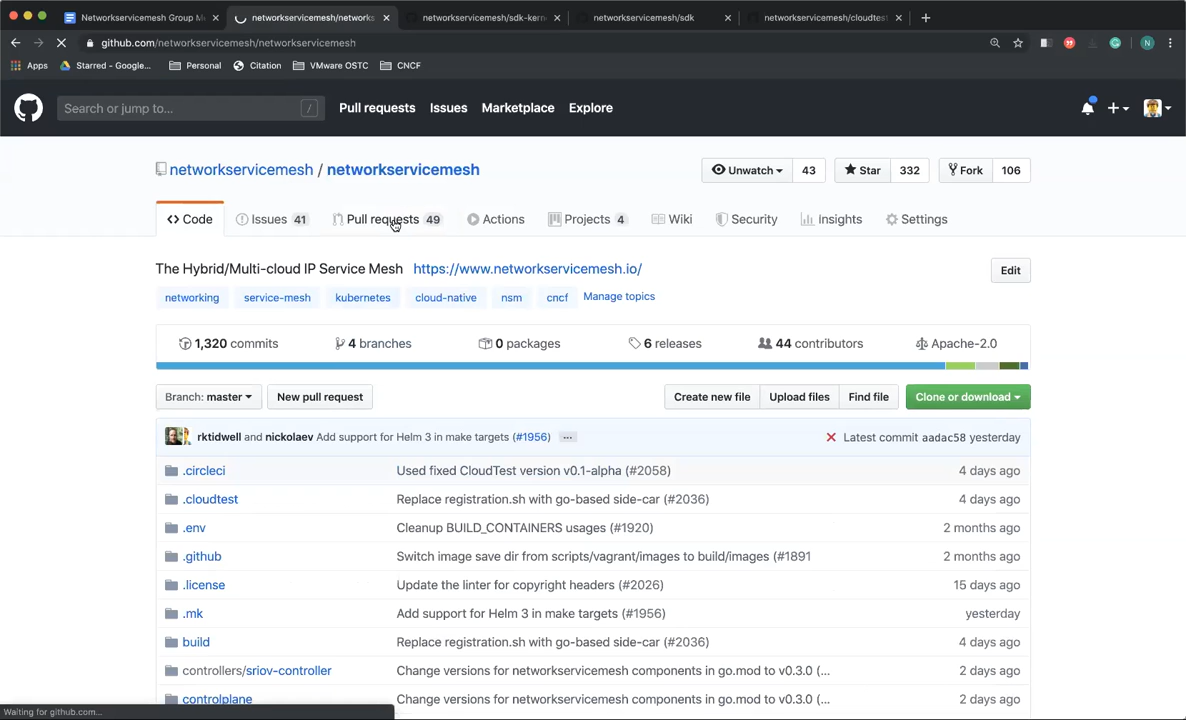 Networkservicemesh Group M
networkservicemesh/networks
networkservicemesh/sdk-kern
networkservicemesh/sdk
networkservicemesh/cloudtes
github.com/networkservicemesh/networkservicemesh
N
Apps Starred - Google... Personal Citation VMware OSTC CNCF
Search or jump to... / Pull requests Issues Marketplace Explore
networkservicemesh / networkservicemesh Unwatch 43 Star 332 Fork 106
Code Issues 41 Pull requests 49 Actions Projects 4 Wiki Security Insights Settings
The Hybrid/Multi-cloud IP Service Mesh https://www.networkservicemesh.io/ Edit
networking service-mesh kubernetes cloud-native nsm cncf Manage topics
1,320 commits 4 branches 0 packages 6 releases 44 contributors Apache-2.0
Branch: master New pull request Create new file Upload files Find file Clone or download
rktidwell and nickolaev Add support for Helm 3 in make targets (#1956) ... Latest commit aadac58 yesterday
.circleci Used fixed CloudTest version v0.1-alpha (#2058) 4 days ago
.cloudtest Replace registration.sh with go-based side-car (#2036) 4 days ago
.env Cleanup BUILD_CONTAINERS usages (#1920) 2 months ago
.github Switch image save dir from scripts/vagrant/images to build/images (#1891 2 months ago
.license Update the linter for copyright headers (#2026) 15 days ago
.mk Add support for Helm 3 in make targets (#1956) yesterday
build Replace registration.sh with go-based side-car (#2036) 4 days ago
controllers/sriov-controller Change versions for networkservicemesh components in go.mod to v0.3.0 (... 2 days ago
controlplane Change versions for networkservicemesh components in go.mod to v0.3.0 (... 2 days ago
Waiting for github.com...